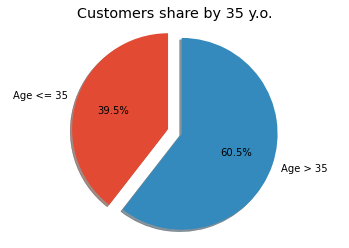 Customers share by 35 y.o.
Age <= 35
39.5%
60.5%
Age > 35